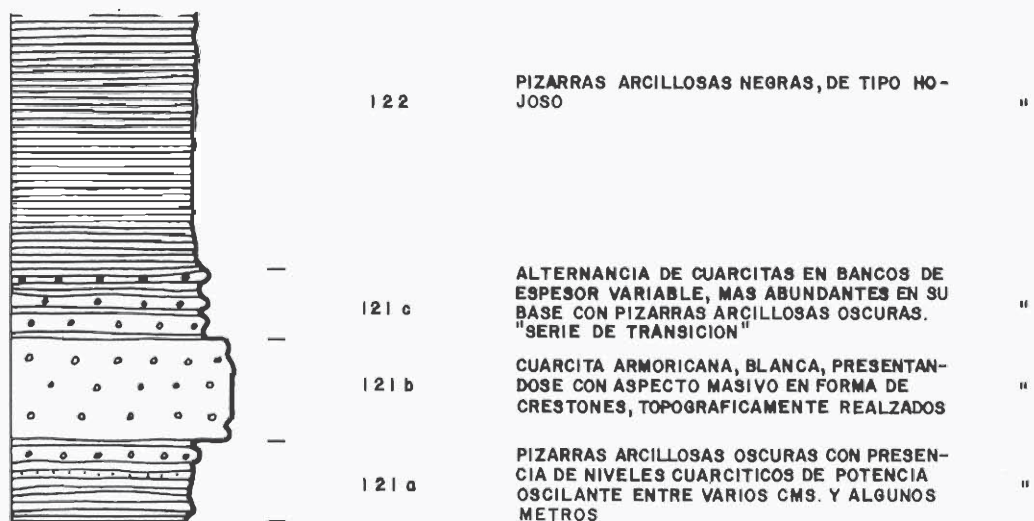 122
PIZARRAS ARCILLOSAS NEGRAS, DE TIPO HO-
JOSO
"
121 c
ALTERNANCIA DE CUARCITAS EN BANCOS DE
ESPESOR VARIABLE, MAS ABUNDANTES EN SU
BASE CON PIZARRAS ARCILLOSAS OSCURAS.
"SERIE DE TRANSICION"
"
121 b
CUARCITA ARMORICANA, BLANCA, PRESENTAN-
DOSE CON ASPECTO MASIVO EN FORMA DE
CRESTONES, TOPOGRAFICAMENTE REALZADOS
"
121 a
PIZARRAS ARCILLOSAS OSCURAS CON PRESEN-
CIA DE NIVELES CUARCITICOS DE POTENCIA
OSCILANTE ENTRE VARIOS CMS. Y ALGUNOS
METROS
"